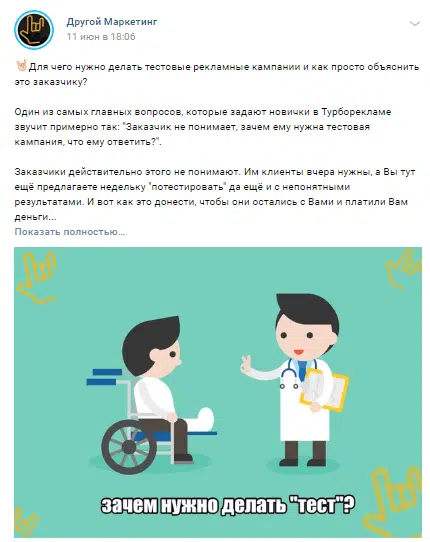 Другой Маркетинг
11 июн в 18:06
🤘🏻Для чего нужно делать тестовые рекламные кампании и как просто объяснить
это заказчику?
Один из самых главных вопросов, которые задают новички в Турборекламе
звучит примерно так: "Заказчик не понимает, зачем ему нужна тестовая
кампания, что ему ответить?".
Заказчики действительно этого не понимают. Им клиенты вчера нужны, а Вы тут
ещё предлагаете недельку "потестировать" да ещё и с непонятными
результатами. И вот как это донести, чтобы они остались с Вами и платили Вам
деньги...
Показать полностью…
зачем нужно делать "тест"?